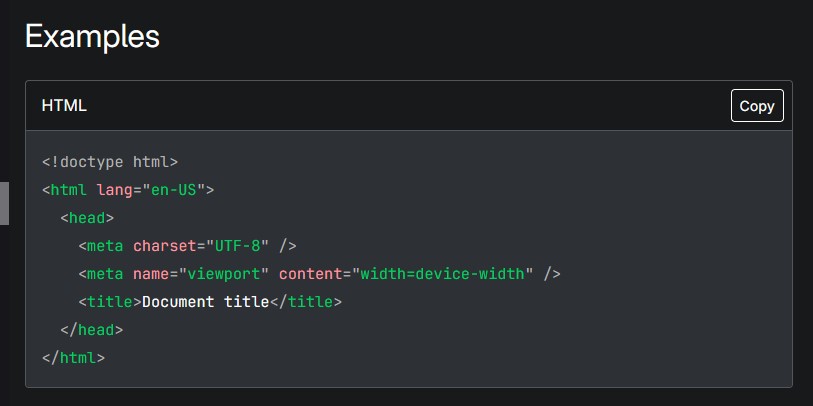 Examples
HTML
Copy
<!doctype html>
<html lang="en-US">
  <head>
    <meta charset="UTF-8" />
    <meta name="viewport" content="width=device-width" />
    <title>Document title</title>
  </head>
</html>